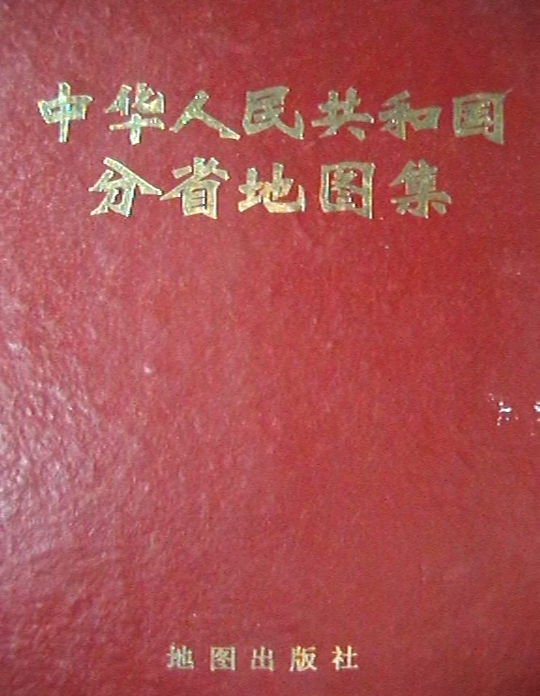 中华人民共和国
分省地图集
地图出版社